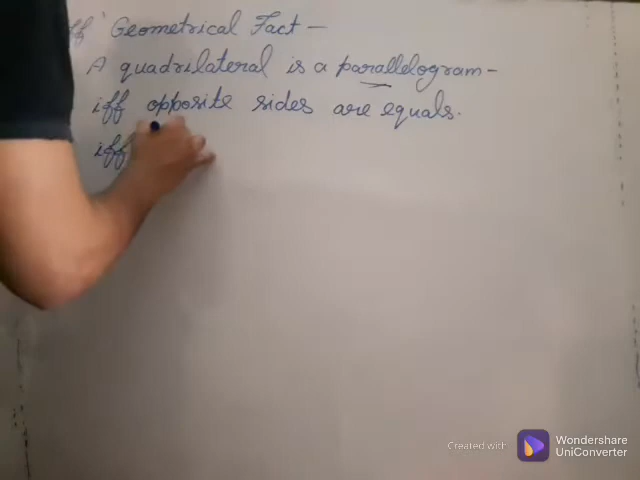 Geometrical Fact -
A quadrilateral is a parallelogram -
iff opposite sides are equals.
iff
Created with Wondershare UniConverter